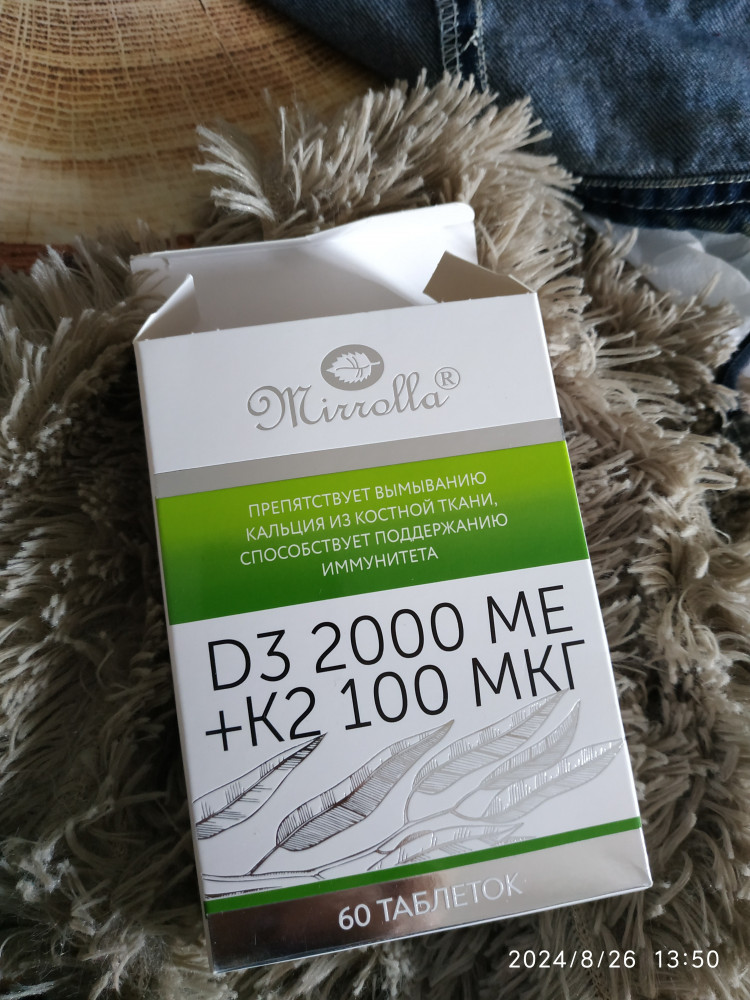 Mirrolla®
ПРЕПЯТСТВУЕТ ВЫМЫВАНИЮ
КАЛЬЦИЯ ИЗ КОСТНОЙ ТКАНИ,
СПОСОБСТВУЕТ ПОДДЕРЖАНИЮ
ИММУНИТЕТА
D3 2000 МЕ
+К2 100 МКГ
60 ТАБЛЕТОК
2024/8/26 13:50